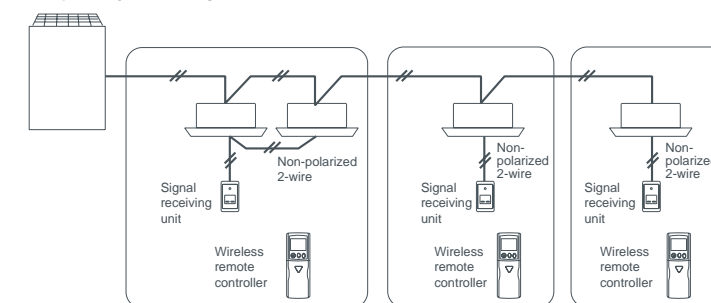 Non-polarized
2-wire
Signal
receiving
unit
Wireless
remote
controller
Non-
polarized
2-wire
Signal
receiving
unit
Wireless
remote
controller
Non-
polarized
2-wire
Signal
receiving
unit
Wireless
remote
controller